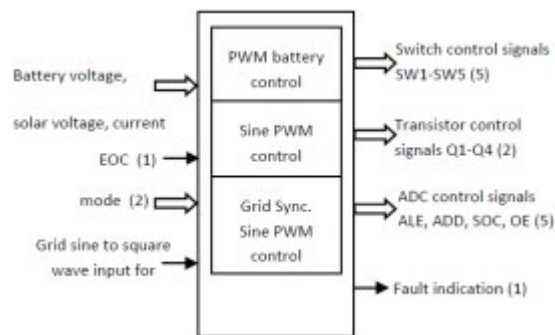 Battery voltage,
solar voltage, current
EOC (1)
mode (2)
Grid sine to square
wave input for
PWM battery
control
Sine PWM
control
Grid Sync.
Sine PWM
control
Switch control signals
SW1-SW5 (5)
Transistor control
signals Q1-Q4 (2)
ADC control signals
ALE, ADD, SOC, OE (5)
Fault indication (1)